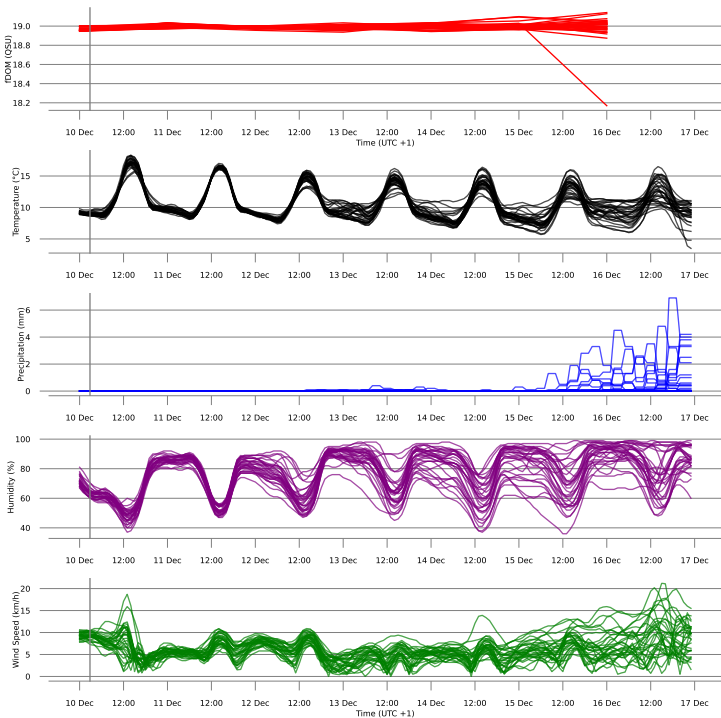 19.0
18.8
18.6
18.4
18.2
fDOM (QSU)
10 Dec 12:00 11 Dec 12:00 12 Dec 12:00 13 Dec 12:00 14 Dec 12:00 15 Dec 12:00 16 Dec 12:00 17 Dec
Time (UTC +1)
15
10
5
Temperature (°C)
10 Dec 12:00 11 Dec 12:00 12 Dec 12:00 13 Dec 12:00 14 Dec 12:00 15 Dec 12:00 16 Dec 12:00 17 Dec
6
4
2
0
Precipitation (mm)
10 Dec 12:00 11 Dec 12:00 12 Dec 12:00 13 Dec 12:00 14 Dec 12:00 15 Dec 12:00 16 Dec 12:00 17 Dec
100
80
60
40
Humidity (%)
10 Dec 12:00 11 Dec 12:00 12 Dec 12:00 13 Dec 12:00 14 Dec 12:00 15 Dec 12:00 16 Dec 12:00 17 Dec
20
15
10
5
0
Wind Speed (km/h)
10 Dec 12:00 11 Dec 12:00 12 Dec 12:00 13 Dec 12:00 14 Dec 12:00 15 Dec 12:00 16 Dec 12:00 17 Dec
Time (UTC +1)